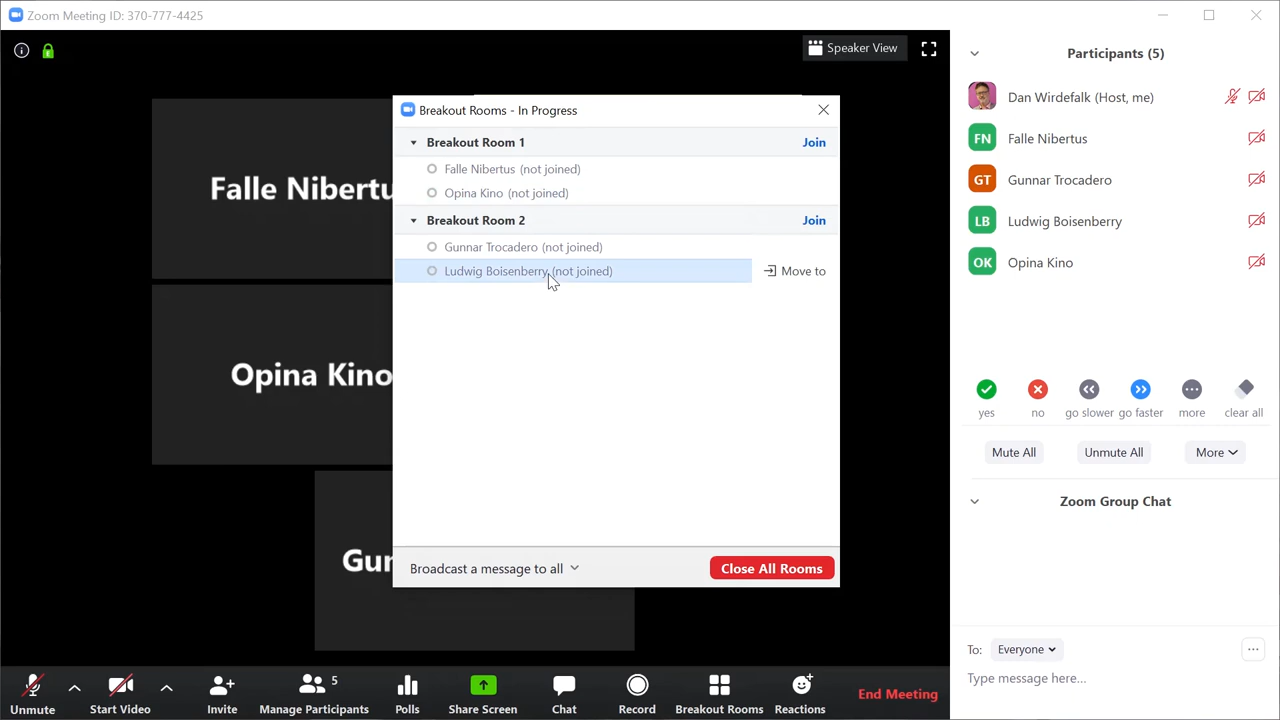 Zoom Meeting ID: 370-777-4425
Speaker View
Falle Nibertu
Opina Kino
Gun
Breakout Rooms - In Progress
Breakout Room 1 Join
Falle Nibertus (not joined)
Opina Kino (not joined)
Breakout Room 2 Join
Gunnar Trocadero (not joined)
Ludwig Boisenberry (not joined) Move to
Broadcast a message to all Close All Rooms
Participants (5)
Dan Wirdefalk (Host, me)
FN Falle Nibertus
GT Gunnar Trocadero
LB Ludwig Boisenberry
OK Opina Kino
yes no go slower go faster more clear all
Mute All Unmute All More
Zoom Group Chat
To: Everyone
Type message here...
5
Unmute Start Video Invite Manage Participants Polls Share Screen Chat Record Breakout Rooms Reactions End Meeting